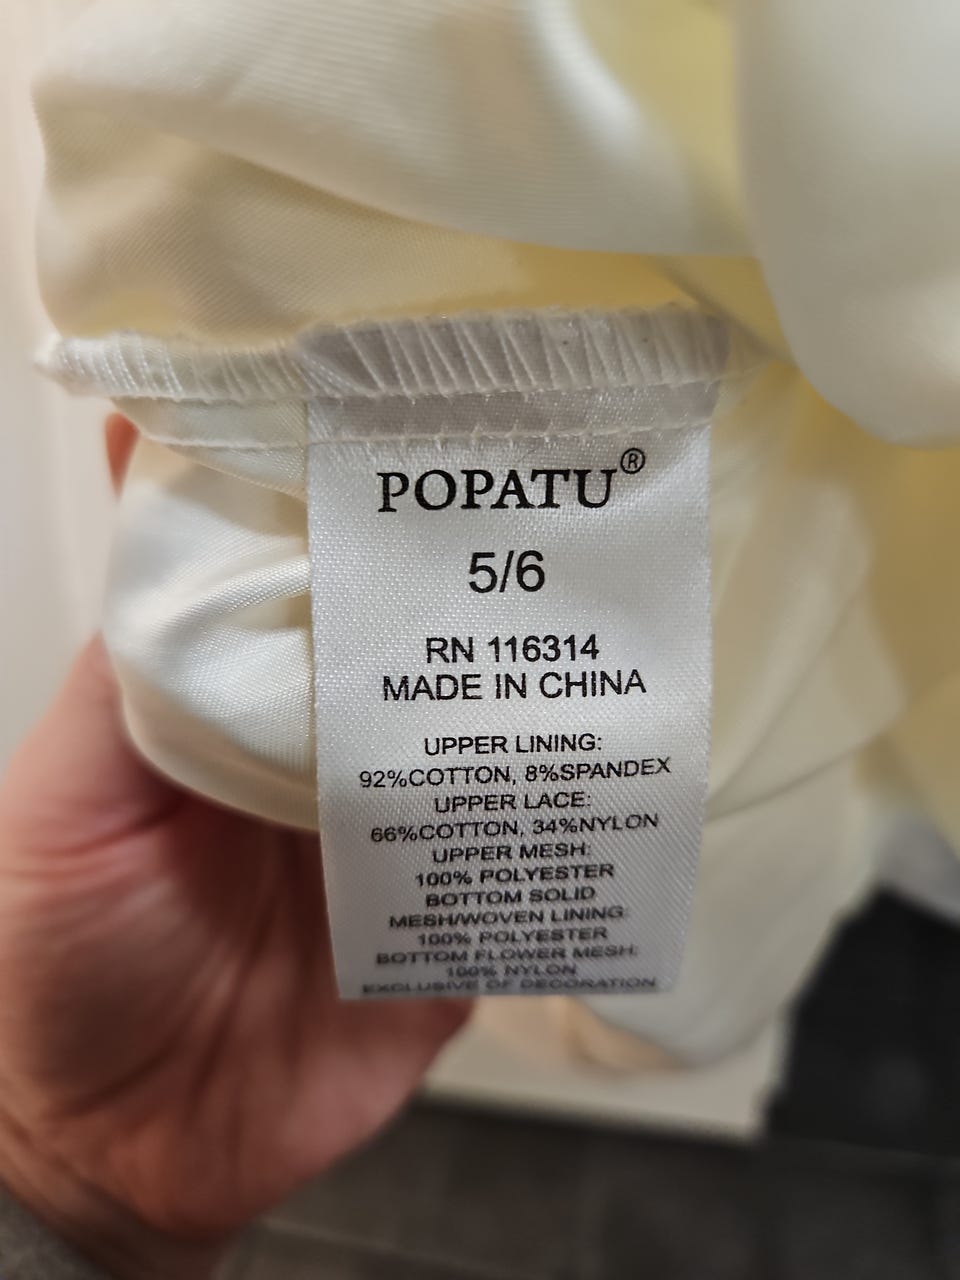 POPATU®
5/6
RN 116314
MADE IN CHINA
UPPER LINING:
92%COTTON, 8%SPANDEX
UPPER LACE:
66%COTTON, 34%NYLON
UPPER MESH:
100% POLYESTER
BOTTOM SOLID
MESH/WOVEN LINING:
100% POLYESTER
BOTTOM FLOWER MESH:
100% NYLON
EXCLUSIVE OF DECORATION